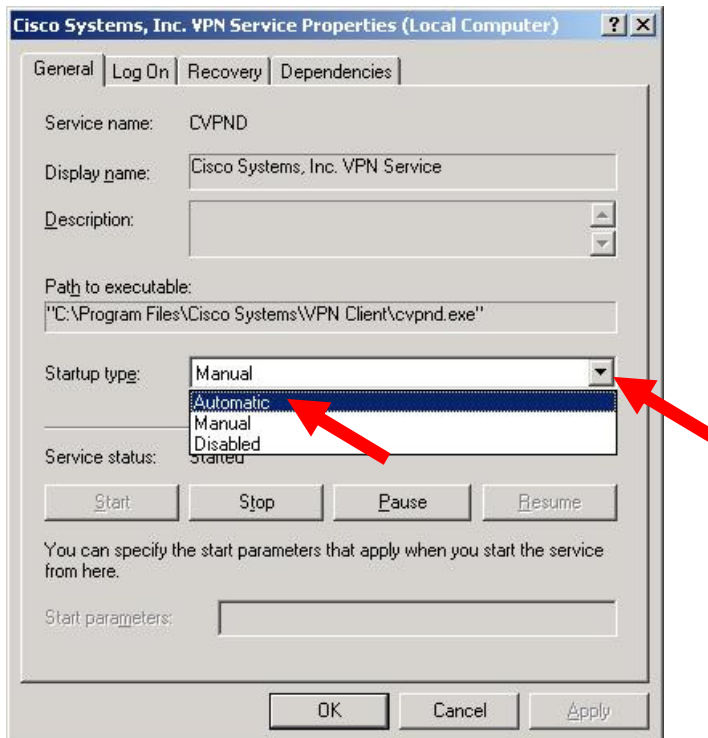 Cisco Systems, Inc. VPN Service Properties (Local Computer)
General Log On Recovery Dependencies
Service name: CVPND
Display name: Cisco Systems, Inc. VPN Service
Description:
Path to executable:
"C:\Program Files\Cisco Systems\VPN Client\cvpnd.exe"
Startup type: Manual
Automatic
Manual
Disabled
Service status: Started
Start Stop Pause Resume
You can specify the start parameters that apply when you start the service
from here.
Start parameters:
OK Cancel Apply